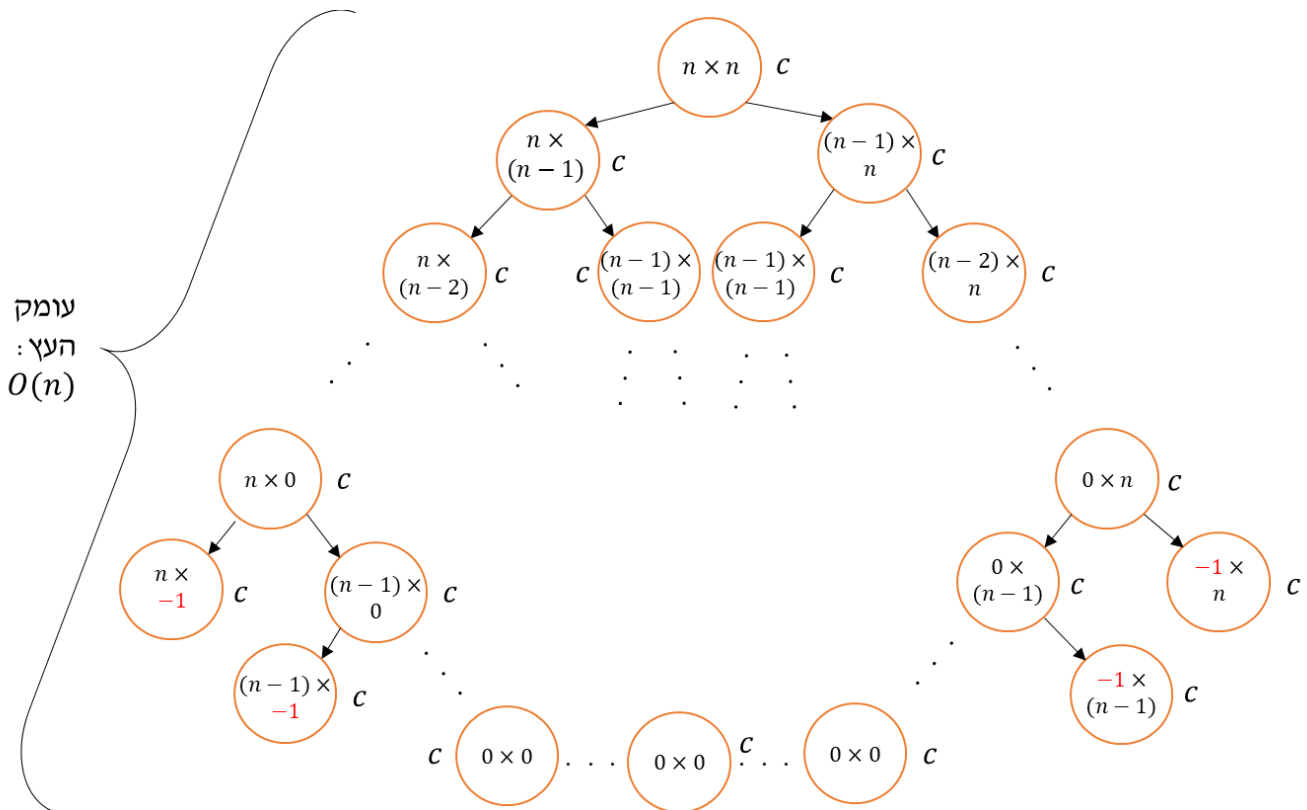 n × n c
n ×
(n − 1) c
(n − 1) ×
n c
n ×
(n − 2) c
c (n − 1) ×
(n − 1)
(n − 1) ×
(n − 1) c
(n − 2) ×
n c
עומק
העץ:
O(n)
n × 0 c
0 × n c
n ×
−1 c
(n − 1) ×
0 c
0 ×
(n − 1) c
−1 ×
n c
(n − 1) ×
−1 c
−1 ×
(n − 1) c
c 0 × 0 . . . 0 × 0 c . . . 0 × 0 c